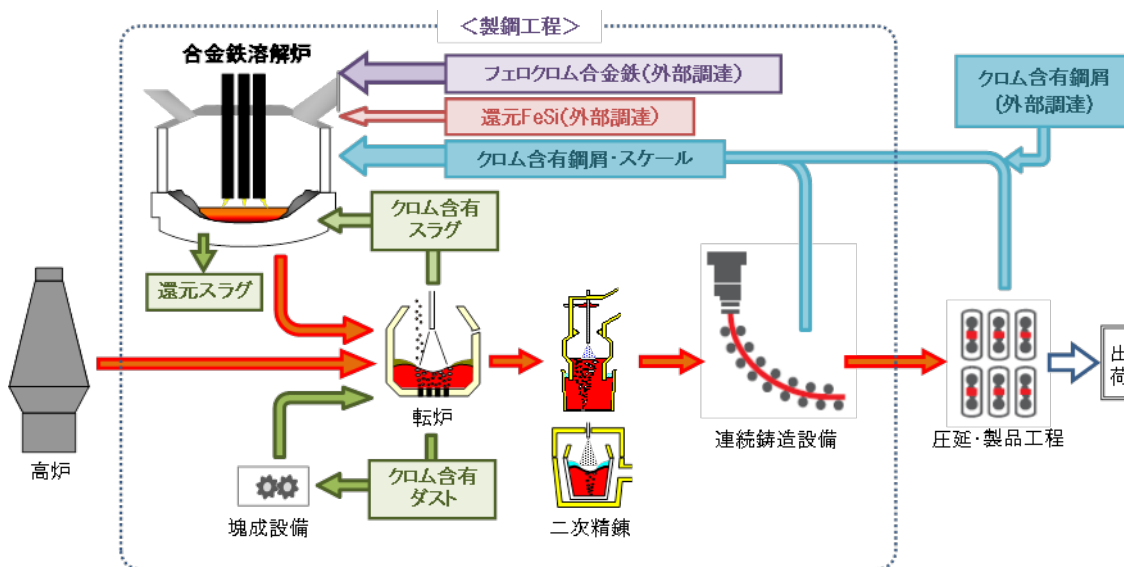 ＜製鋼工程＞
合金鉄溶解炉
フェロクロム合金鉄(外部調達)
還元FeSi(外部調達)
クロム含有鋼屑・スケール
クロム含有鋼屑
(外部調達)
クロム含有
スラグ
還元スラグ
高炉
転炉
クロム含有
ダスト
塊成設備
二次精錬
連続鋳造設備
圧延・製品工程
出
荷